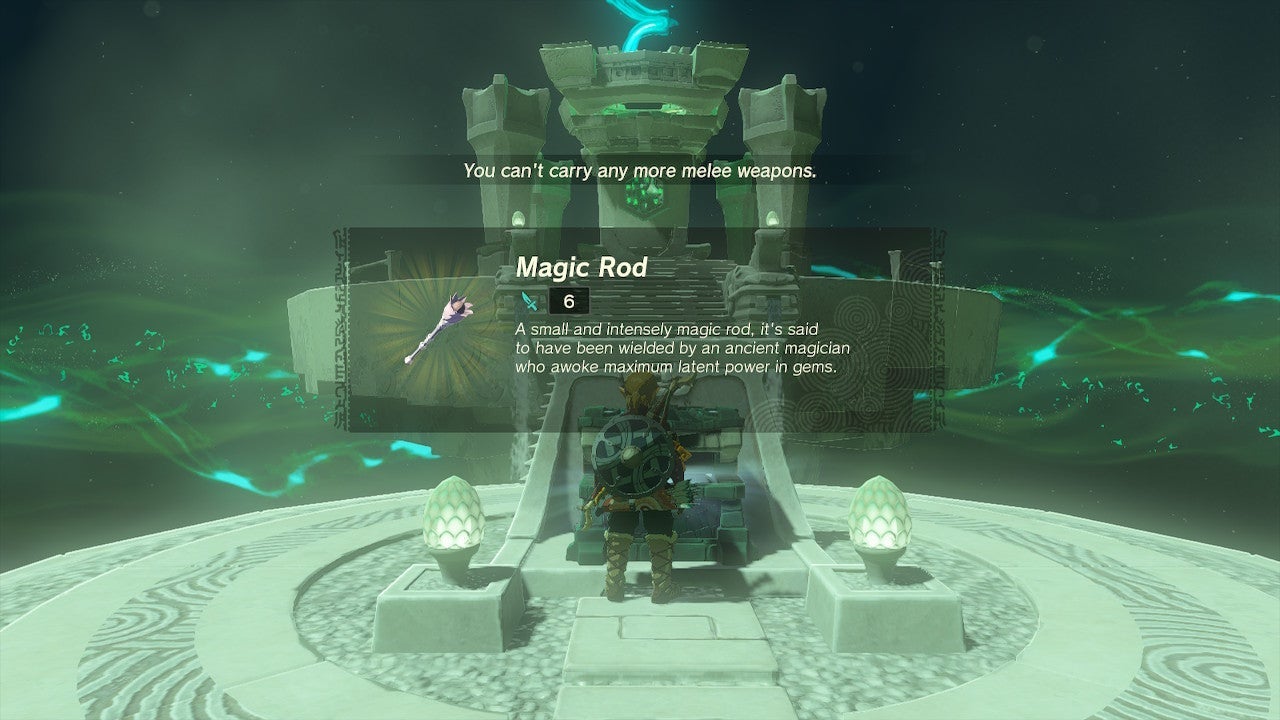 You can't carry any more melee weapons.
Magic Rod
6
A small and intensely magic rod, it's said
to have been wielded by an ancient magician
who awoke maximum latent power in gems.